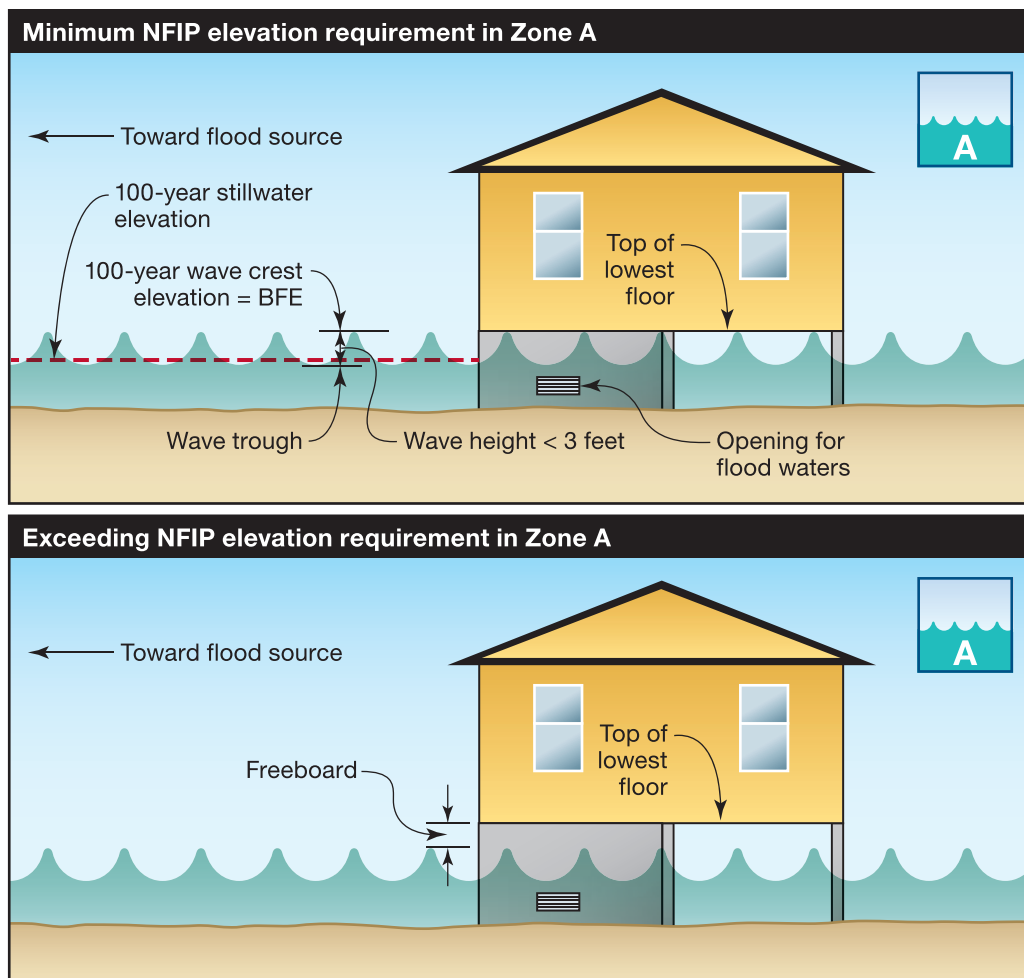 Minimum NFIP elevation requirement in Zone A
A
Toward flood source
100-year stillwater
elevation
Top of
lowest
floor
100-year wave crest
elevation = BFE
Wave trough
Wave height < 3 feet
Opening for
flood waters
Exceeding NFIP elevation requirement in Zone A
A
Toward flood source
Top of
lowest
floor
Freeboard